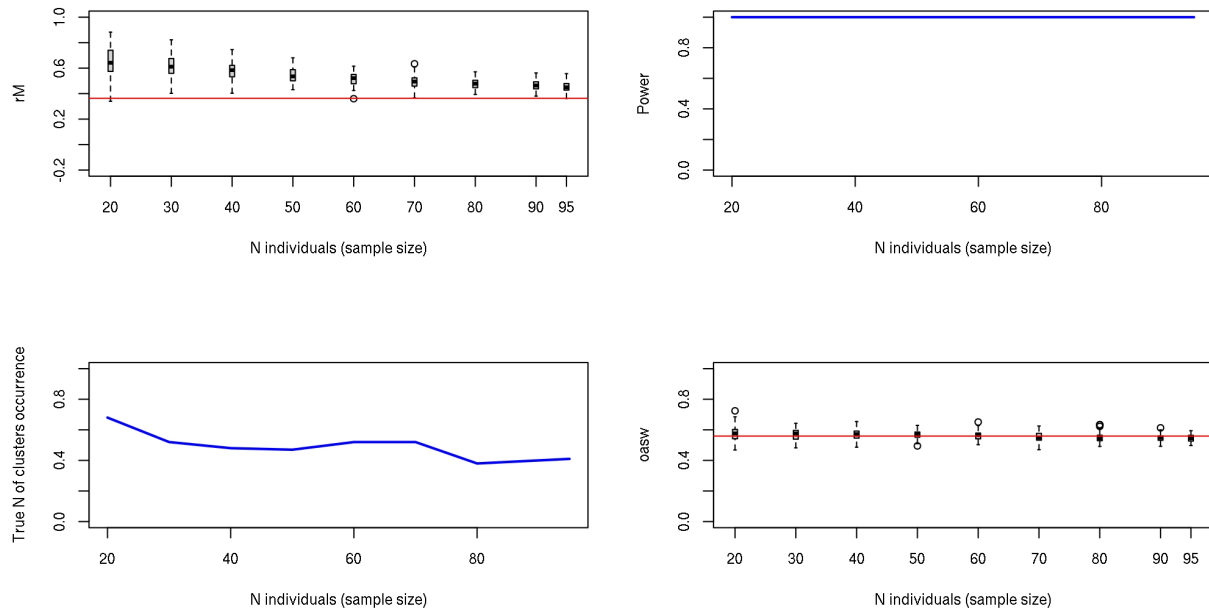 rM
1.0
0.6
0.2
-0.2
20 30 40 50 60 70 80 90 95
N individuals (sample size)
Power
0.8
0.4
0.0
20 40 60 80
N individuals (sample size)
True N of clusters occurrence
0.8
0.4
0.0
20 40 60 80
N individuals (sample size)
oasw
0.8
0.4
0.0
20 30 40 50 60 70 80 90 95
N individuals (sample size)